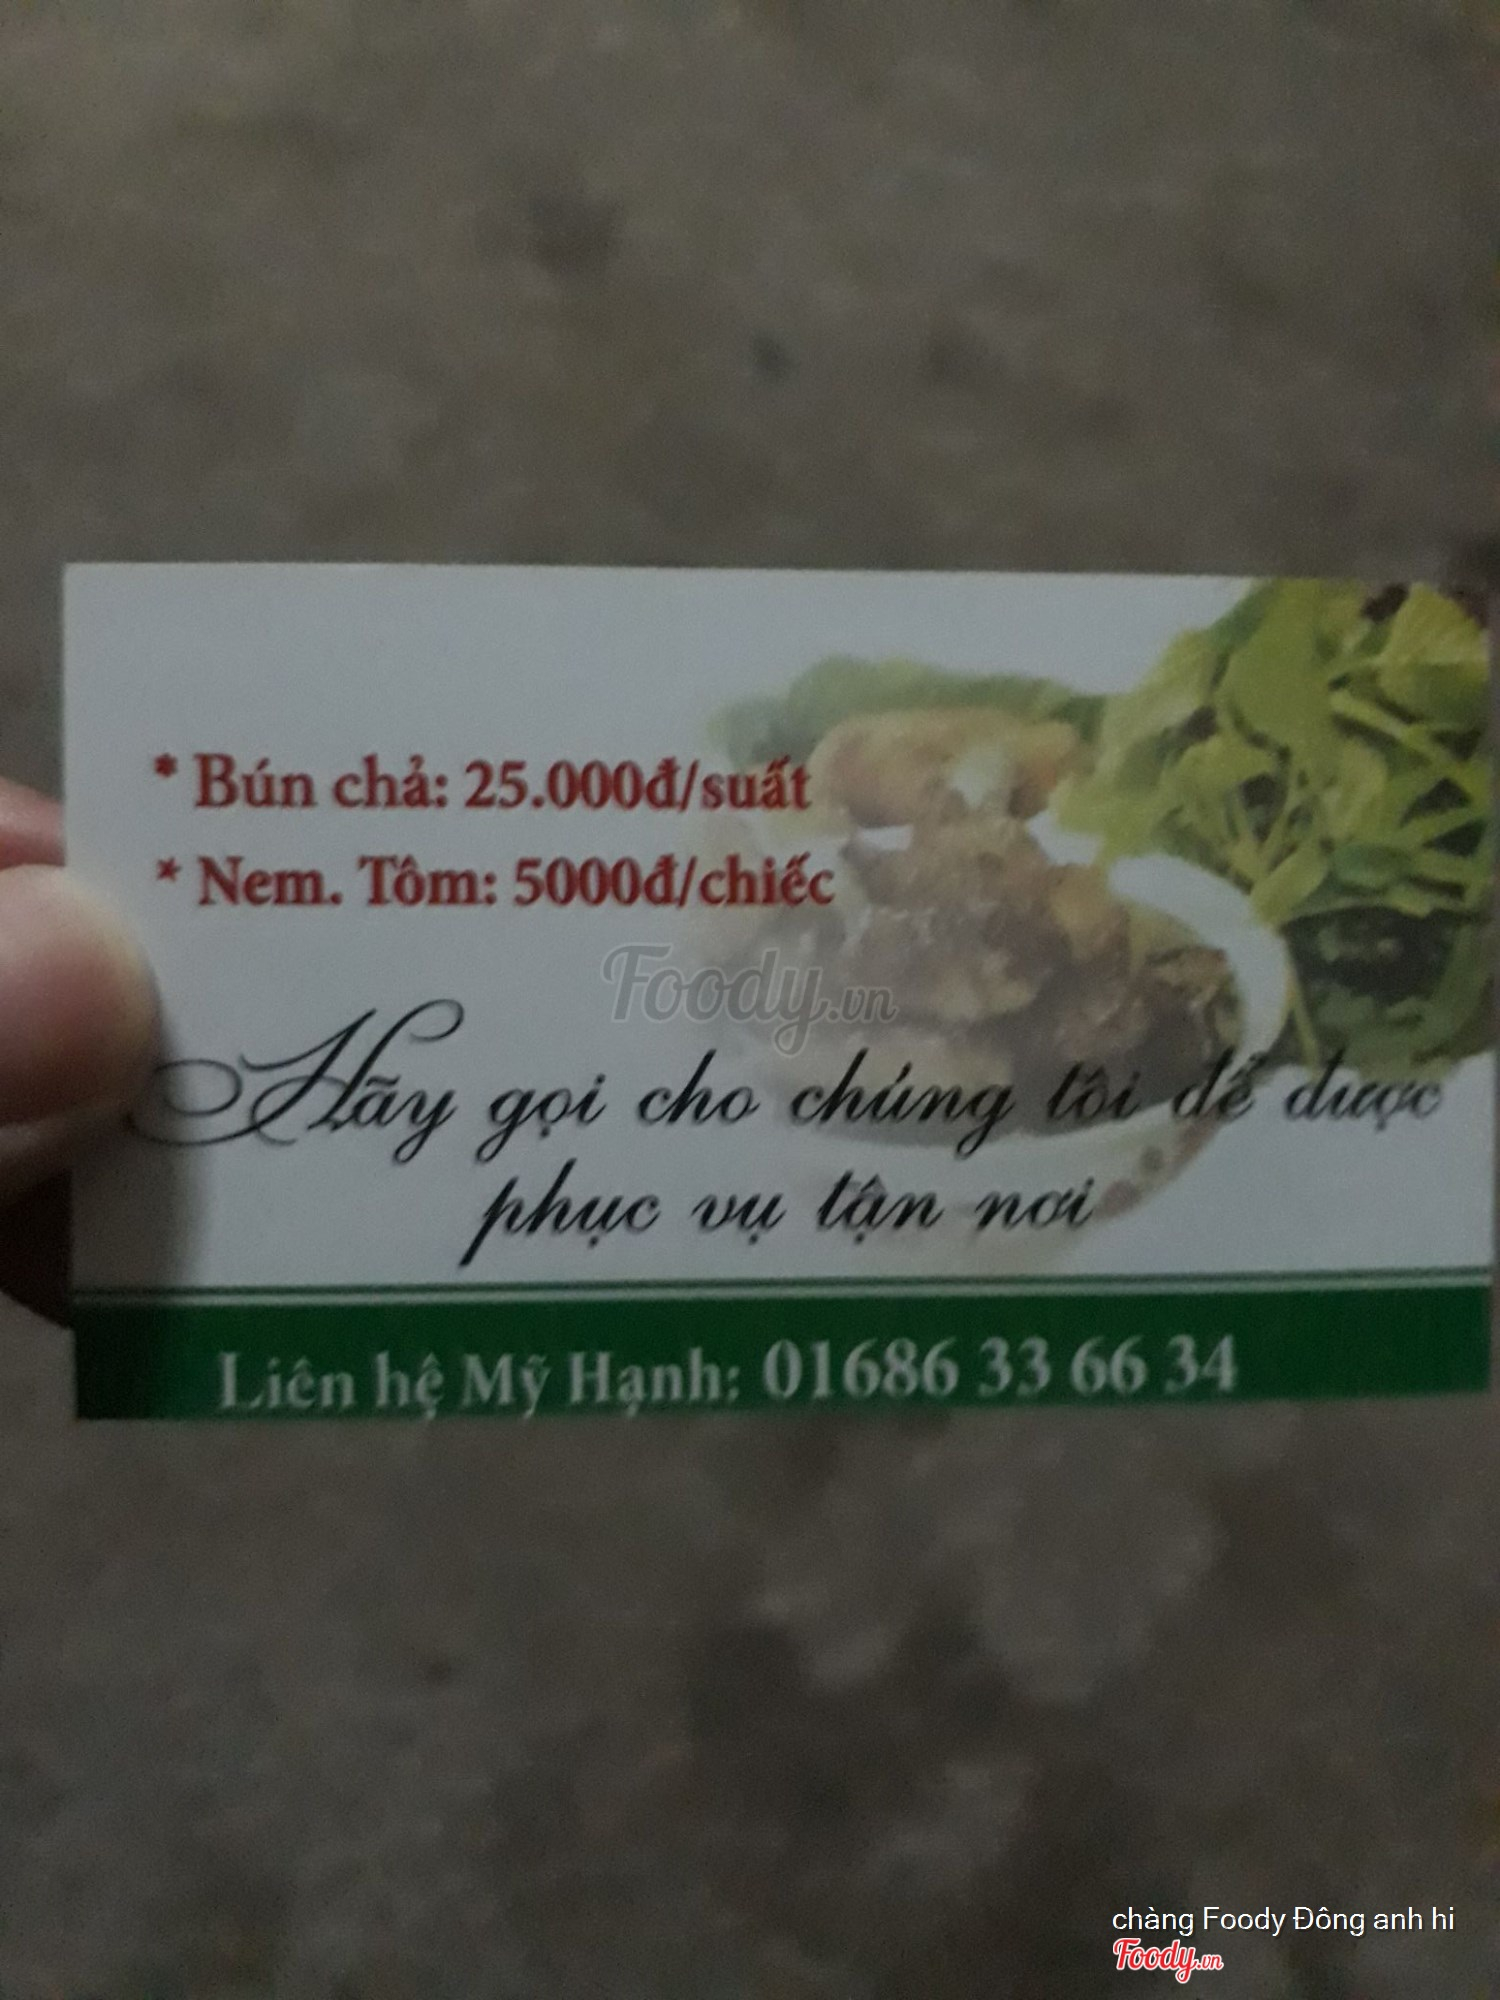 * Bún chả: 25.000đ/suất
* Nem. Tôm: 5000đ/chiếc
Foody.vn
Hãy gọi cho chúng tôi để được
phục vụ tận nơi
Liên hệ Mỹ Hạnh: 01686 33 66 34
chàng Foody Đông anh hi
Foody.vn